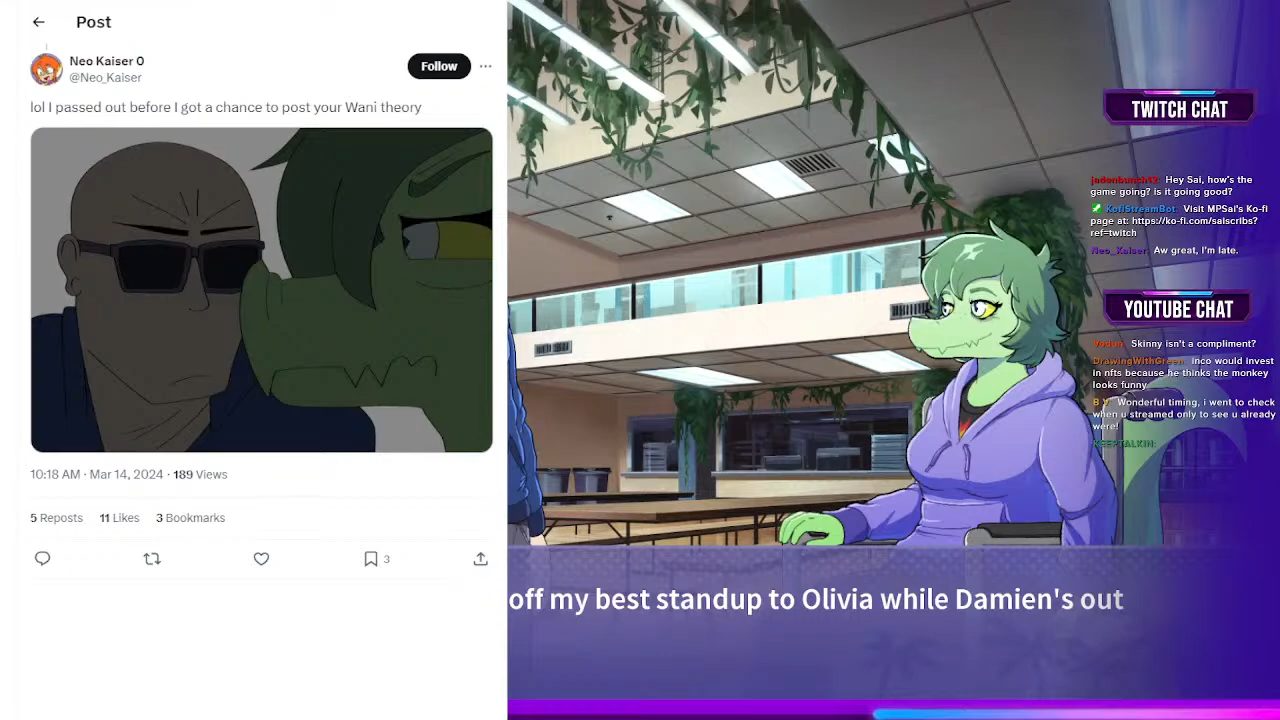 Post
Neo Kaiser 0
@Neo_Kaiser
Follow
lol I passed out before I got a chance to post your Wani theory
10:18 AM · Mar 14, 2024 · 189 Views
5 Reposts 11 Likes 3 Bookmarks
3
off my best standup to Olivia while Damien's out
TWITCH CHAT
jadenbunch49: Hey Sai, how's the
game going? Is it going good?
KofiStreamBot: Visit MPSai's Ko-fi
page at: https://ko-fi.com/saiscribs?
ref=twitch
Neo_Kaiser: Aw great, I'm late.
YOUTUBE CHAT
Skinny isn't a compliment?
DrawingWithGreen: Inco would invest
in nfts because he thinks the monkey
looks funny
Wonderful timing, i went to check
when u streamed only to see u already
were!
KEEPTALKIN: